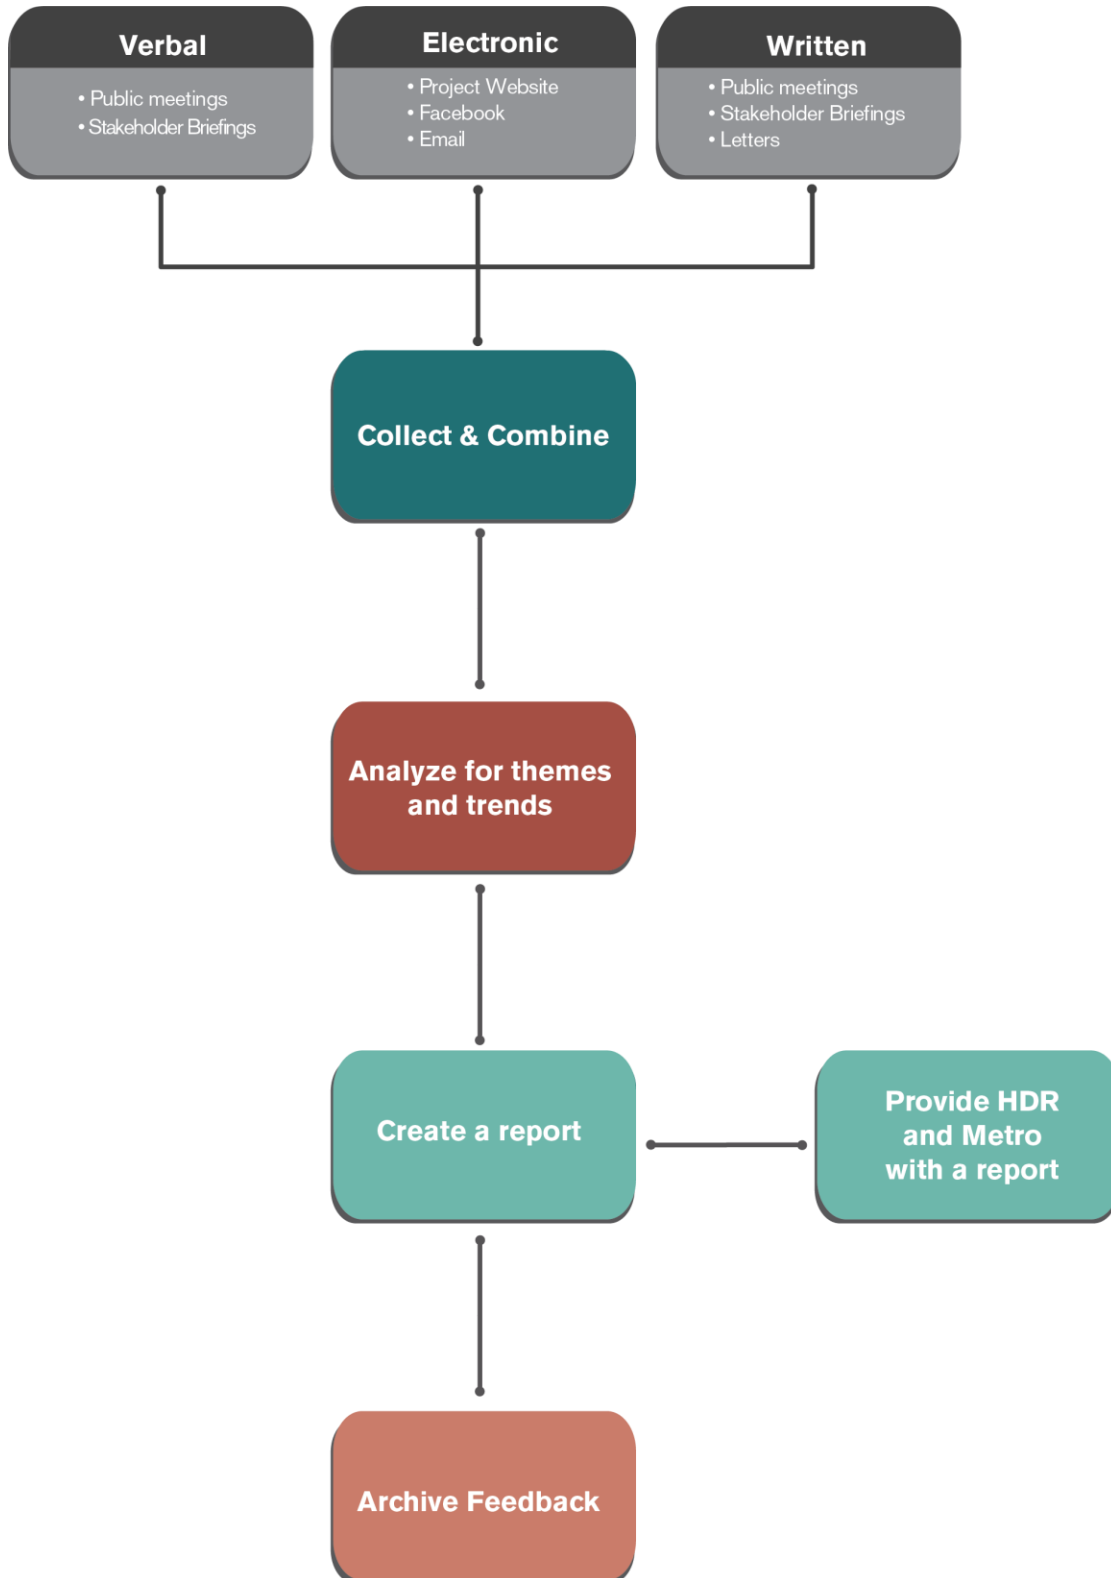 Verbal
• Public meetings
• Stakeholder Briefings
Electronic
• Project Website
• Facebook
• Email
Written
• Public meetings
• Stakeholder Briefings
• Letters
Collect & Combine
Analyze for themes
and trends
Create a report
Provide HDR
and Metro
with a report
Archive Feedback